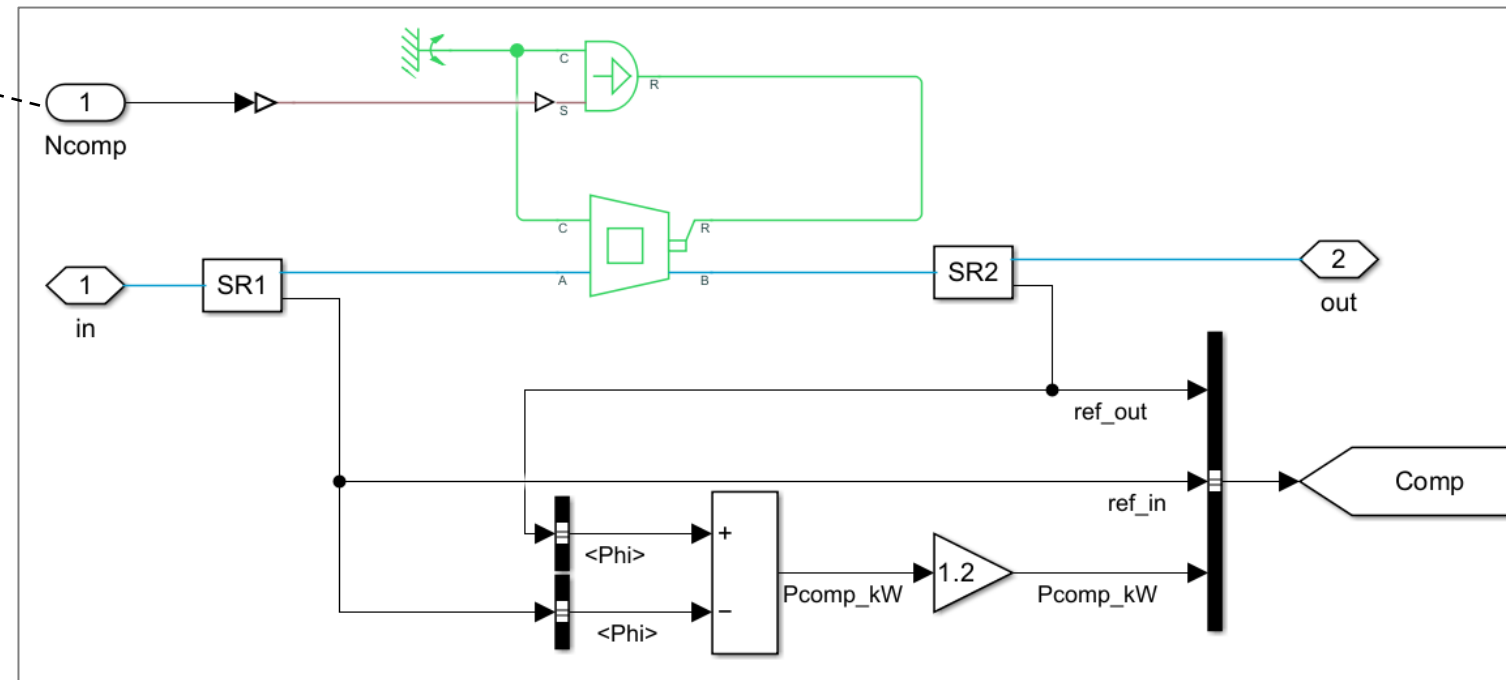 C
R
1
S
Ncomp
C
R
1
SR1
A
B
SR2
2
in
out
ref_out
Comp
ref_in
+
<Phi>
1.2
Pcomp_kW
Pcomp_kW
−
<Phi>